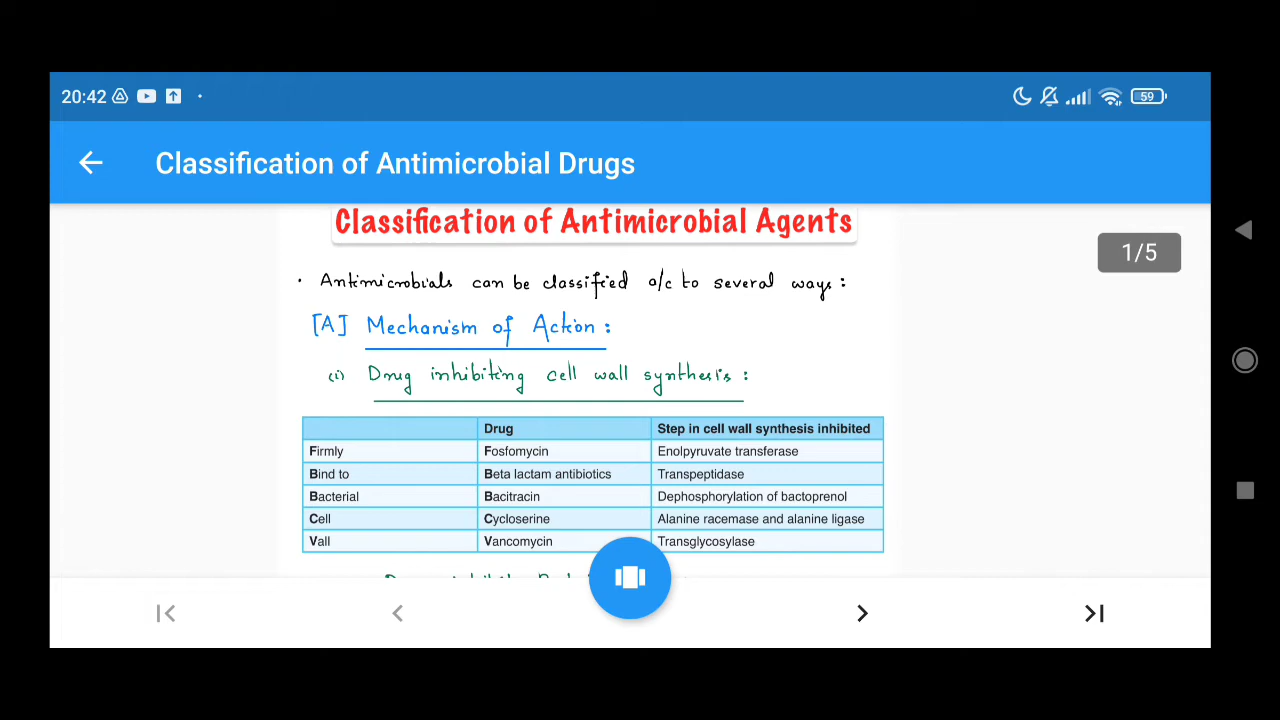 20:42
59
Classification of Antimicrobial Drugs
Classification of Antimicrobial Agents
1/5
· Antimicrobials can be classified a/c to several ways :
[A] Mechanism of Action :
(i) Drug inhibiting cell wall synthesis :
Drug Step in cell wall synthesis inhibited
Firmly Fosfomycin Enolpyruvate transferase
Bind to Beta lactam antibiotics Transpeptidase
Bacterial Bacitracin Dephosphorylation of bactoprenol
Cell Cycloserine Alanine racemase and alanine ligase
Vall Vancomycin Transglycosylase